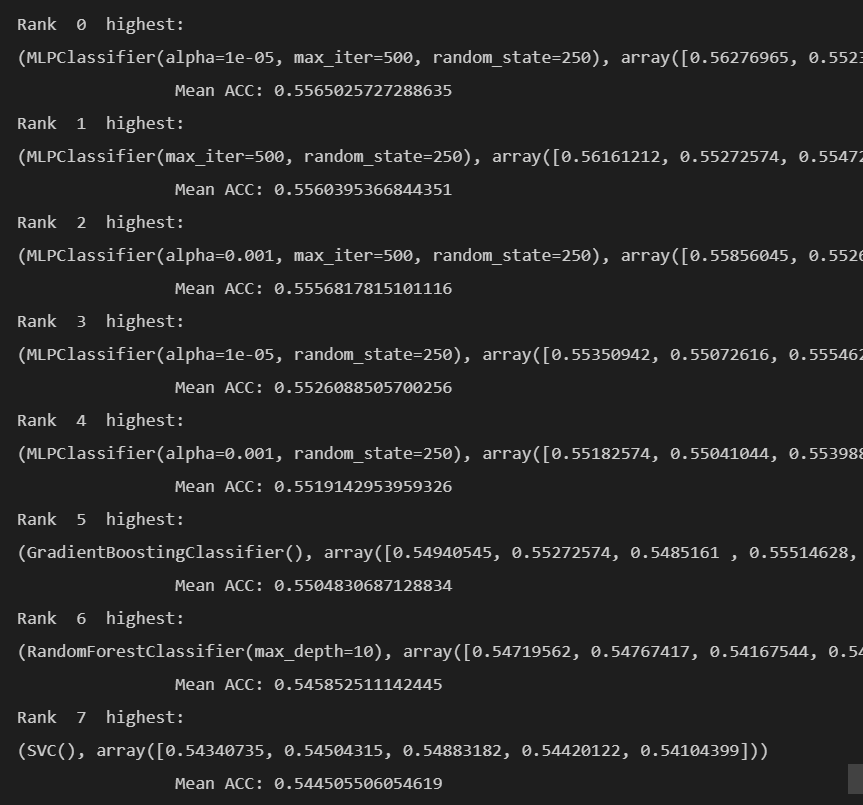 Rank  0  highest:
(MLPClassifier(alpha=1e-05, max_iter=500, random_state=250), array([0.56276965, 0.5523
Mean ACC: 0.5565025727288635
Rank  1  highest:
(MLPClassifier(max_iter=500, random_state=250), array([0.56161212, 0.55272574, 0.55472
Mean ACC: 0.5560395366844351
Rank  2  highest:
(MLPClassifier(alpha=0.001, max_iter=500, random_state=250), array([0.55856045, 0.5526
Mean ACC: 0.5556817815101116
Rank  3  highest:
(MLPClassifier(alpha=1e-05, random_state=250), array([0.55350942, 0.55072616, 0.555462
Mean ACC: 0.5526088505700256
Rank  4  highest:
(MLPClassifier(alpha=0.001, random_state=250), array([0.55182574, 0.55041044, 0.553988
Mean ACC: 0.5519142953959326
Rank  5  highest:
(GradientBoostingClassifier(), array([0.54940545, 0.55272574, 0.5485161 , 0.55514628,
Mean ACC: 0.5504830687128834
Rank  6  highest:
(RandomForestClassifier(max_depth=10), array([0.54719562, 0.54767417, 0.54167544, 0.54
Mean ACC: 0.545852511142445
Rank  7  highest:
(SVC(), array([0.54340735, 0.54504315, 0.54883182, 0.54420122, 0.54104399]))
Mean ACC: 0.544505506054619